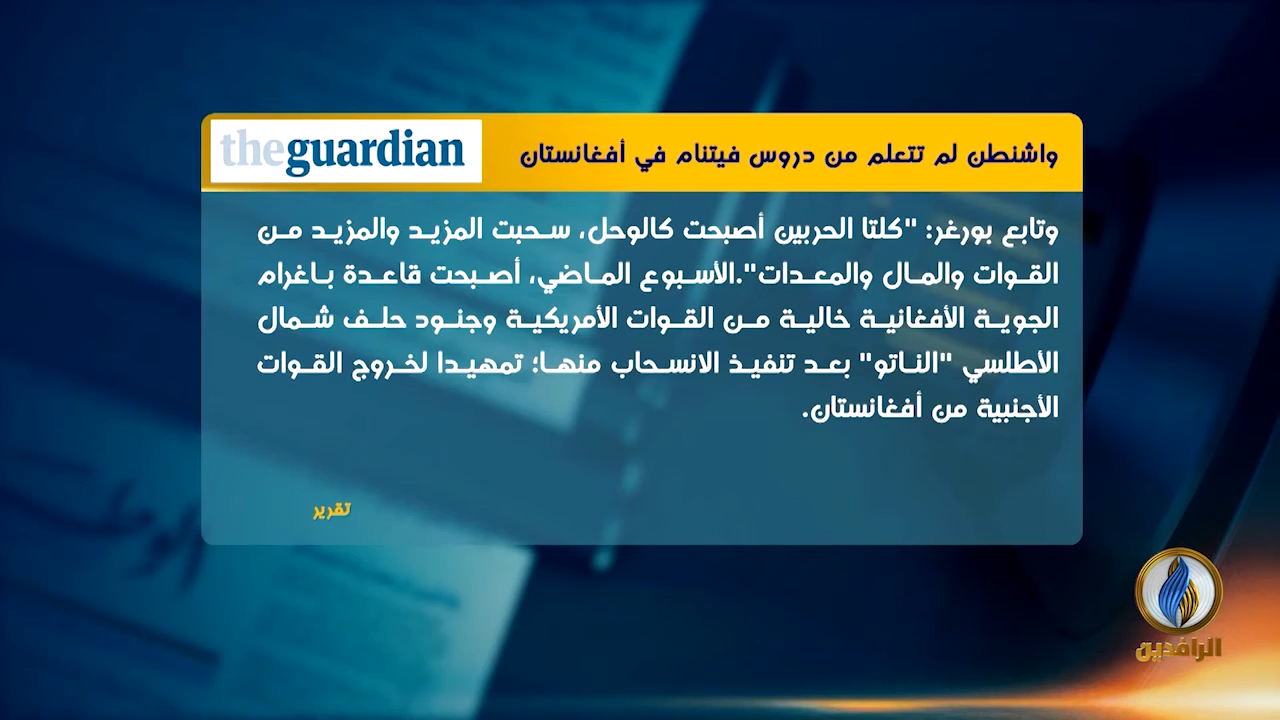 theguardian
واشنطن لم تتعلم من دروس فيتنام في أفغانستان
وتابع بورغر: "كلتا الحربين أصبحت كالوحل، سحبت المزيد والمزيد من
القوات والمال والمعدات".الأسبوع الماضي، أصبحت قاعدة باغرام
الجوية الأفغانية خالية من القوات الأمريكية وجنود حلف شمال
الأطلسي "الناتو" بعد تنفيذ الانسحاب منها؛ تمهيدا لخروج القوات
الأجنبية من أفغانستان.
تقرير
الرافدين